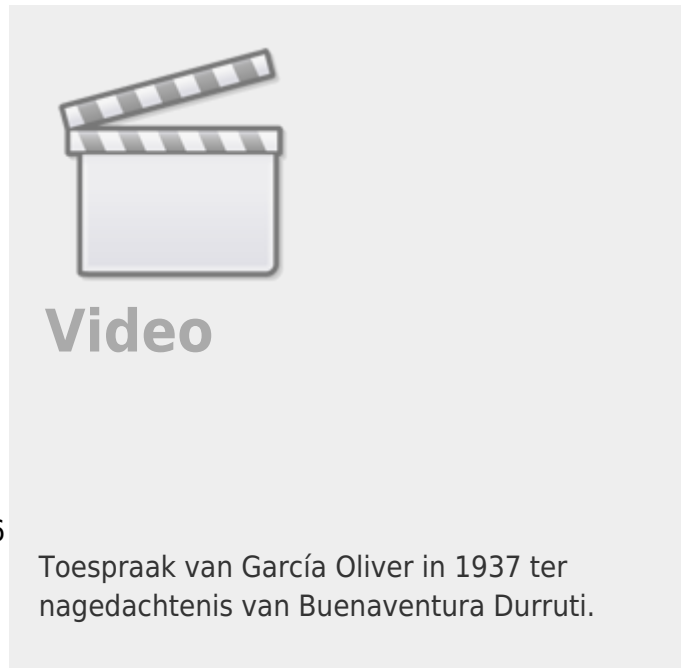 Video
Toespraak van García Oliver in 1937 ter
nagedachtenis van Buenaventura Durruti.